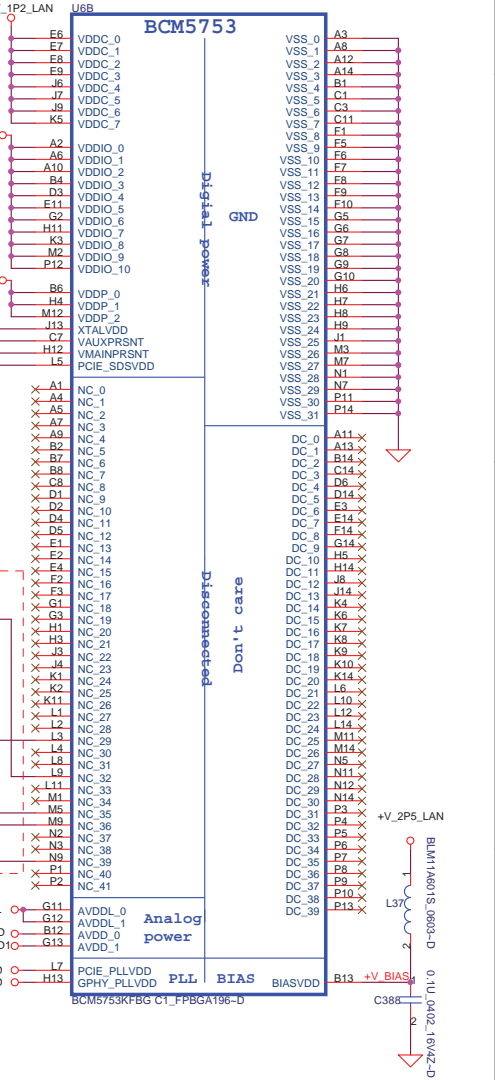 _1P2_LAN
U6B
BCM5753
E6 VDDC_0
E7 VDDC_1
E8 VDDC_2
E9 VDDC_3
J6 VDDC_4
J7 VDDC_5
J9 VDDC_6
K5 VDDC_7
A2 VDDIO_0
A6 VDDIO_1
A10 VDDIO_2
B4 VDDIO_3
D3 VDDIO_4
E11 VDDIO_5
G2 VDDIO_6
H11 VDDIO_7
K3 VDDIO_8
M2 VDDIO_9
P12 VDDIO_10
B6 VDDP_0
H4 VDDP_1
M12 VDDP_2
J13 XTALVDD
C7 VAUXPRSNT
H12 VMAINPRSNT
L5 PCIE_SDSVDD
Digial power
GND
VSS_0 A3
VSS_1 A8
VSS_2 A12
VSS_3 A14
VSS_4 B1
VSS_5 C1
VSS_6 C3
VSS_7 C11
VSS_8 F1
VSS_9 F5
VSS_10 F6
VSS_11 F7
VSS_12 F8
VSS_13 F9
VSS_14 F10
VSS_15 G5
VSS_16 G6
VSS_17 G7
VSS_18 G8
VSS_19 G9
VSS_20 G10
VSS_21 H6
VSS_22 H7
VSS_23 H8
VSS_24 H9
VSS_25 J1
VSS_26 M3
VSS_27 M7
VSS_28 N1
VSS_29 N7
VSS_30 P11
VSS_31 P14
A1 NC_0
A4 NC_1
A5 NC_2
A7 NC_3
A9 NC_4
B2 NC_5
B7 NC_6
B8 NC_7
C8 NC_8
D1 NC_9
D2 NC_10
D4 NC_11
D5 NC_12
E1 NC_13
E2 NC_14
E4 NC_15
F2 NC_16
F3 NC_17
G1 NC_18
G3 NC_19
H1 NC_20
H3 NC_21
J3 NC_22
J4 NC_23
K1 NC_24
K2 NC_25
K11 NC_26
L1 NC_27
L2 NC_28
L3 NC_29
L4 NC_30
L8 NC_31
L9 NC_32
L11 NC_33
M1 NC_34
M5 NC_35
M9 NC_36
N2 NC_37
N3 NC_38
N9 NC_39
P1 NC_40
P2 NC_41
Disconnected
Don't care
DC_0 A11
DC_1 A13
DC_2 B14
DC_3 C14
DC_4 D6
DC_5 D14
DC_6 E3
DC_7 E14
DC_8 F14
DC_9 G14
DC_10 H5
DC_11 H14
DC_12 J8
DC_13 J14
DC_14 K4
DC_15 K6
DC_16 K7
DC_17 K8
DC_18 K9
DC_19 K10
DC_20 K14
DC_21 L6
DC_22 L10
DC_23 L12
DC_24 L14
DC_25 M11
DC_26 M14
DC_27 N5
DC_28 N11
DC_29 N12
DC_30 N14
DC_31 P3
DC_32 P4
DC_33 P5
DC_34 P6
DC_35 P7
DC_36 P8
DC_37 P9
DC_38 P10
DC_39 P13
G11 AVDDL_0
G12 AVDDL_1
B12 AVDD_0
G13 AVDD_1
Analog
power
L7 PCIE_PLLVDD
H13 GPHY_PLLVDD
PLL
BIAS
BIASVDD B13
BCM5753KFBG C1_FPBGA196~D
+V_2P5_LAN
1
L37
BLM11A601S_0603~D
2
+V_BIAS
1
C388
0.1U_0402_16V4Z~D
2